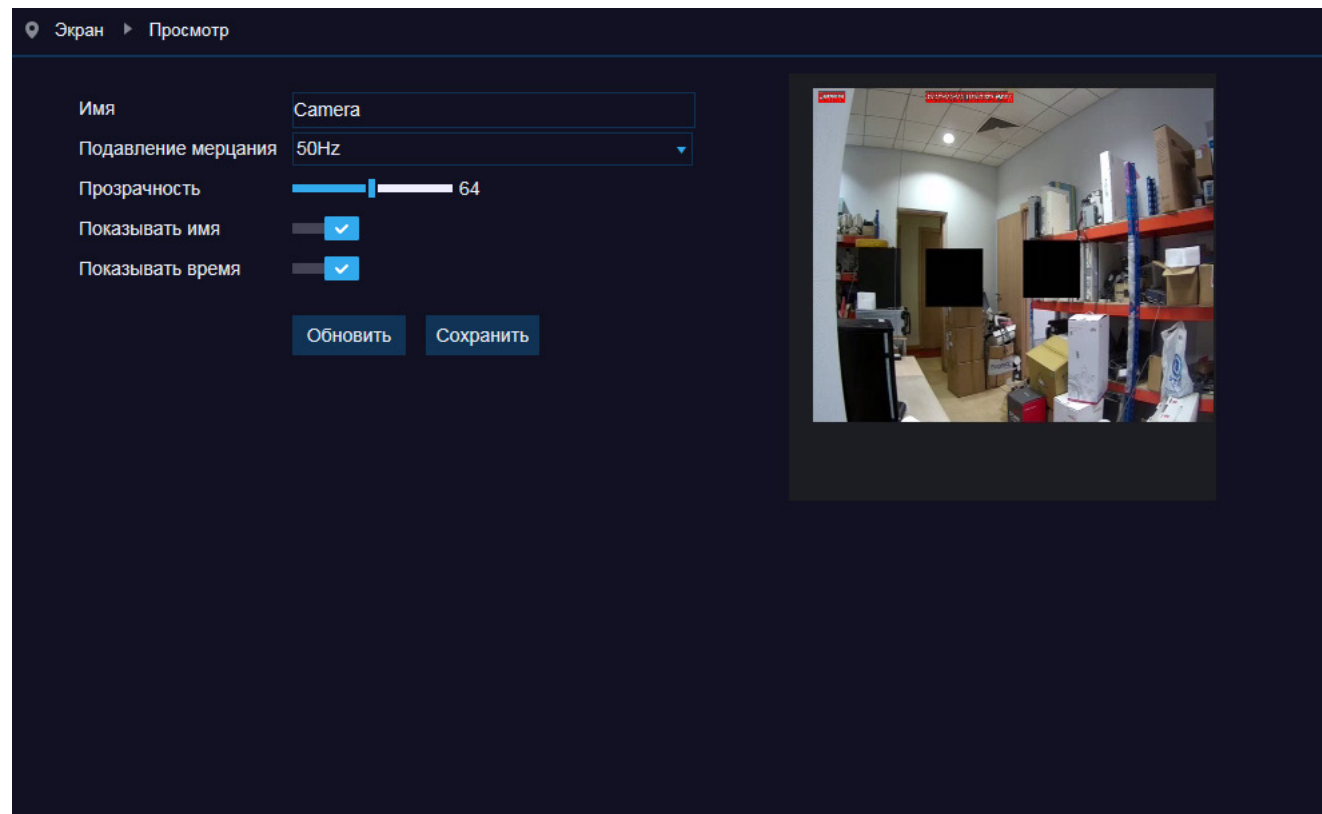 Экран Просмотр
Имя Camera
Подавление мерцания 50Hz
Прозрачность 64
Показывать имя
Показывать время
Обновить Сохранить